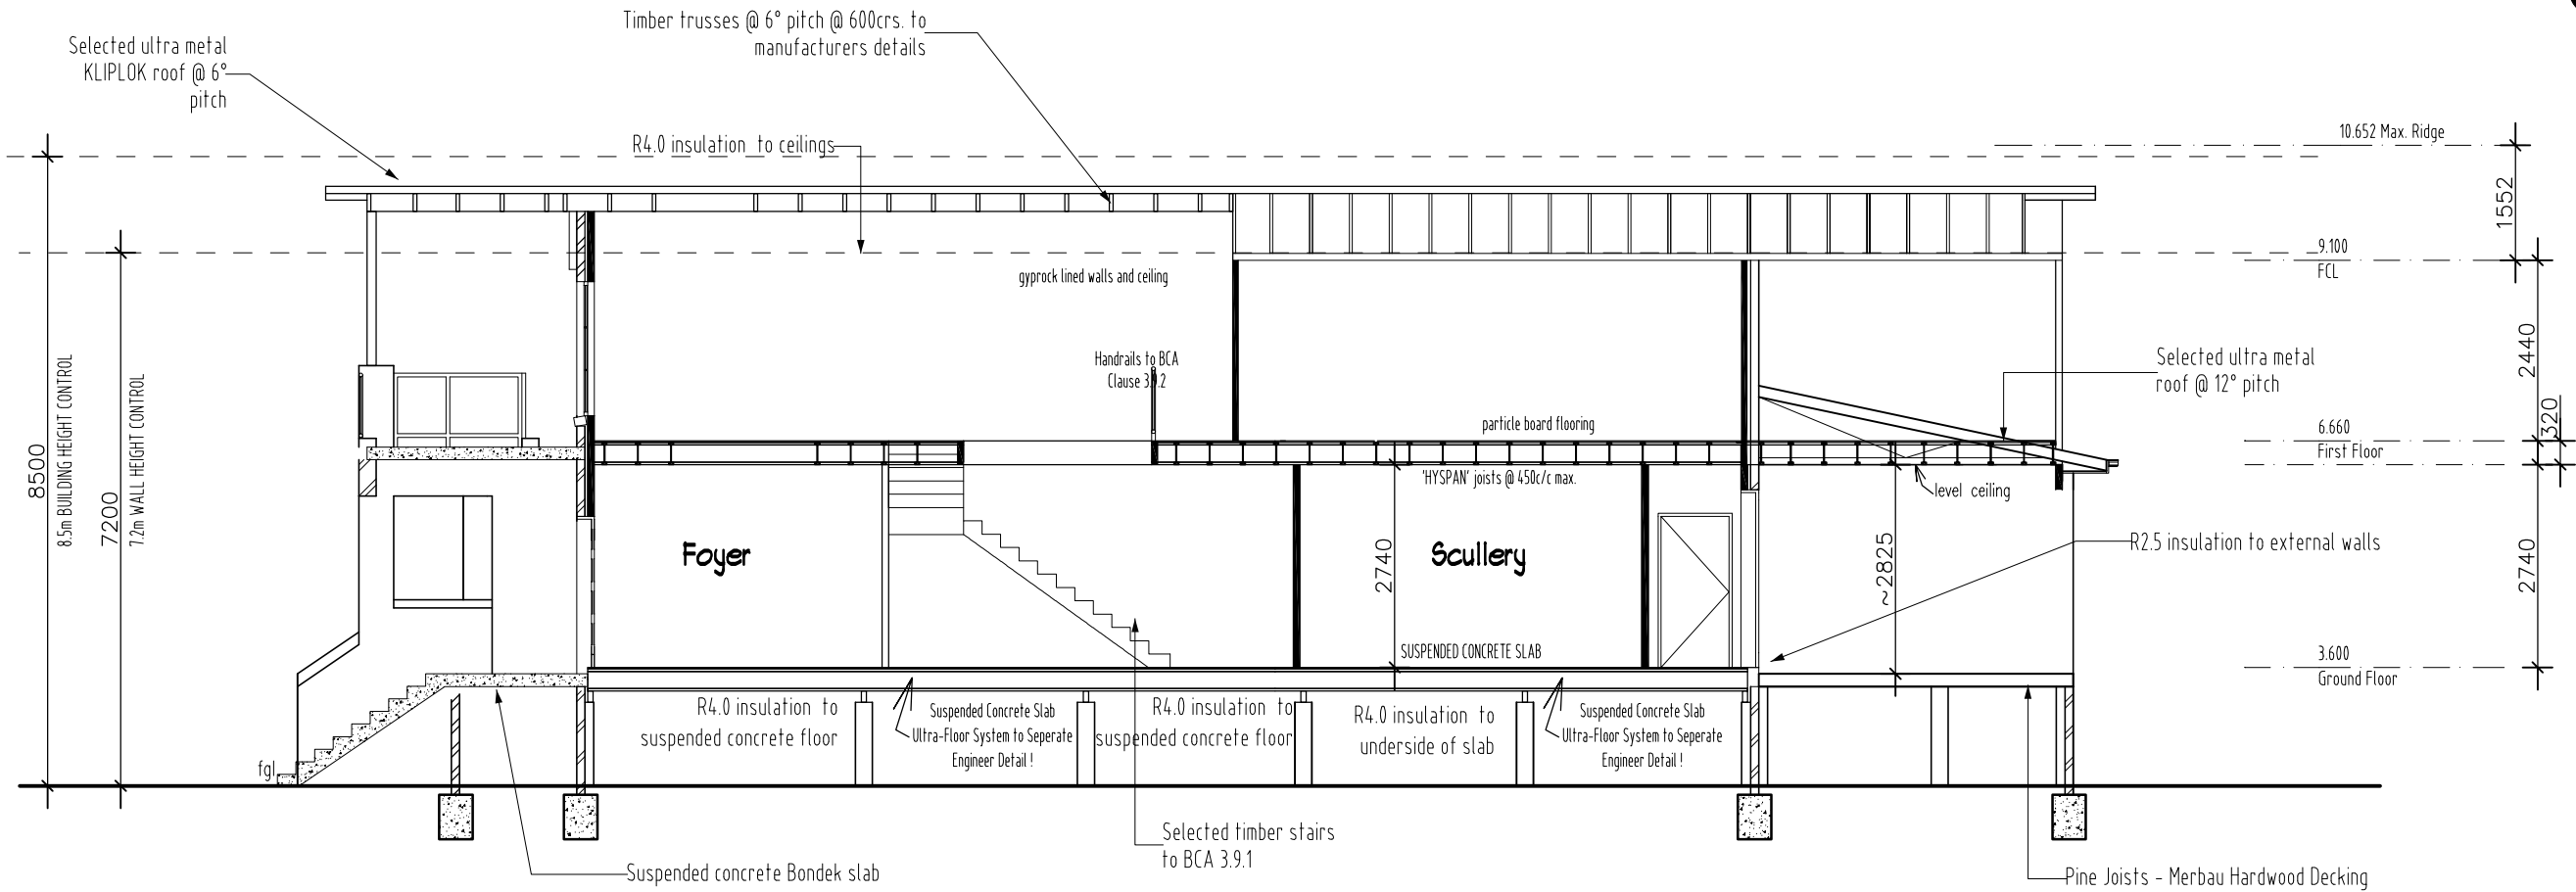 Timber trusses @ 6° pitch @ 600crs. to
manufacturers details
Selected ultra metal
KLIPLOK roof @ 6°
pitch
R4.0 insulation to ceilings
10.652 Max. Ridge
1552
9.100
FCL
gyprock lined walls and ceiling
8500
8.5m BUILDING HEIGHT CONTROL
7200
7.2m WALL HEIGHT CONTROL
Handrails to BCA
Clause 3.9.2
2440
Selected ultra metal
roof @ 12° pitch
particle board flooring
6.660
First Floor
320
'HYSPAN' joists @ 450c/c max.
level ceiling
Foyer
2740
Scullery
~2825
R2.5 insulation to external walls
2740
SUSPENDED CONCRETE SLAB
3.600
Ground Floor
R4.0 insulation to
suspended concrete floor
Suspended Concrete Slab
Ultra-Floor System to Seperate
Engineer Detail !
R4.0 insulation to
suspended concrete floor
R4.0 insulation to
underside of slab
Suspended Concrete Slab
Ultra-Floor System to Seperate
Engineer Detail !
fgl
Selected timber stairs
to BCA 3.9.1
Suspended concrete Bondek slab
Pine Joists - Merbau Hardwood Decking